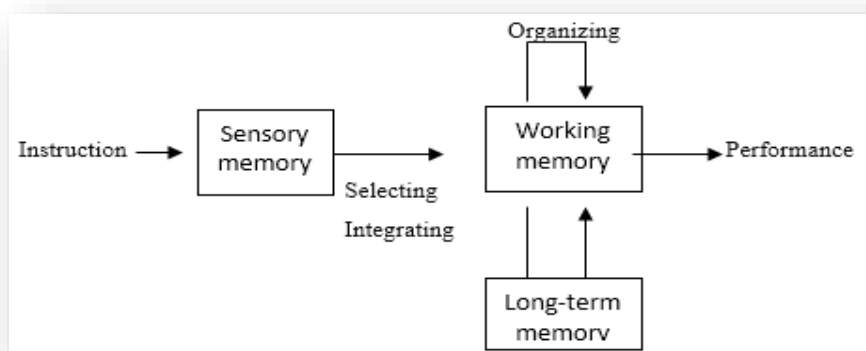 Organizing
Instruction
Sensory
memory
Working
memory
Performance
Selecting
Integrating
Long-term
memory